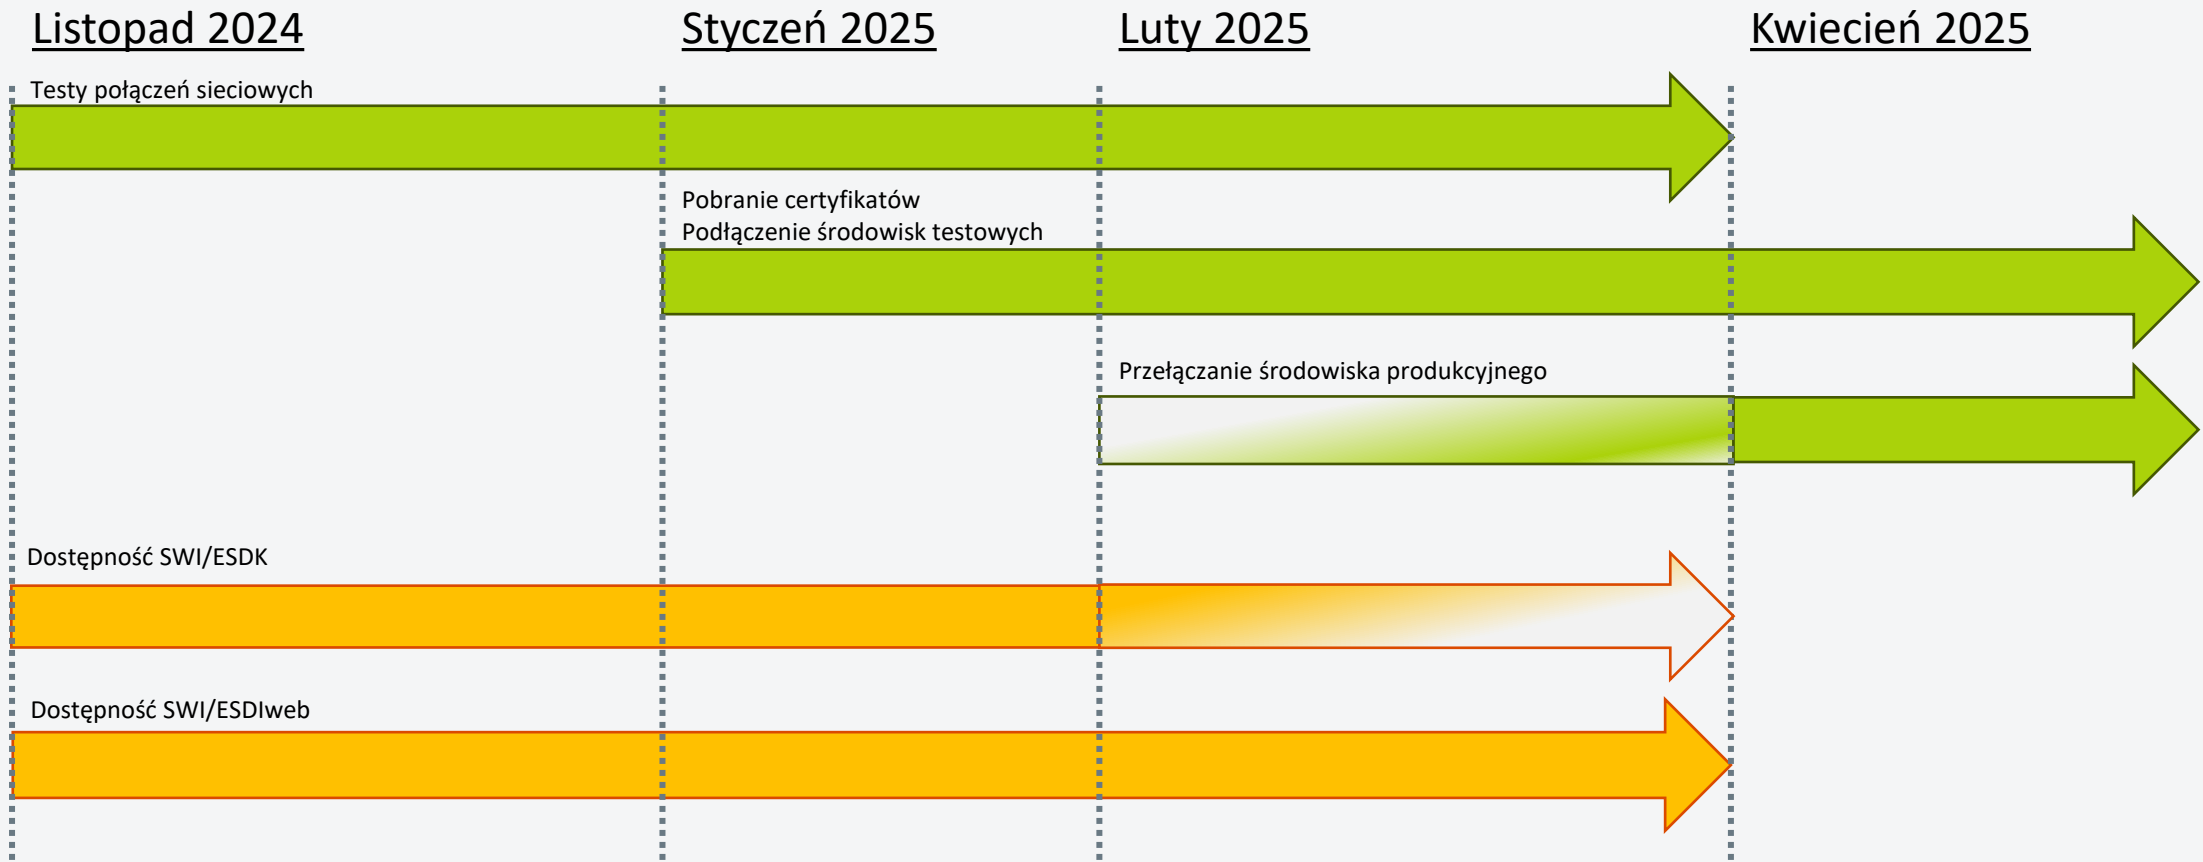 Listopad 2024
Styczeń 2025
Luty 2025
Kwiecień 2025
Testy połączeń sieciowych
Pobranie certyfikatów
Podłączenie środowisk testowych
Przełączanie środowiska produkcyjnego
Dostępność SWI/ESDK
Dostępność SWI/ESDIweb